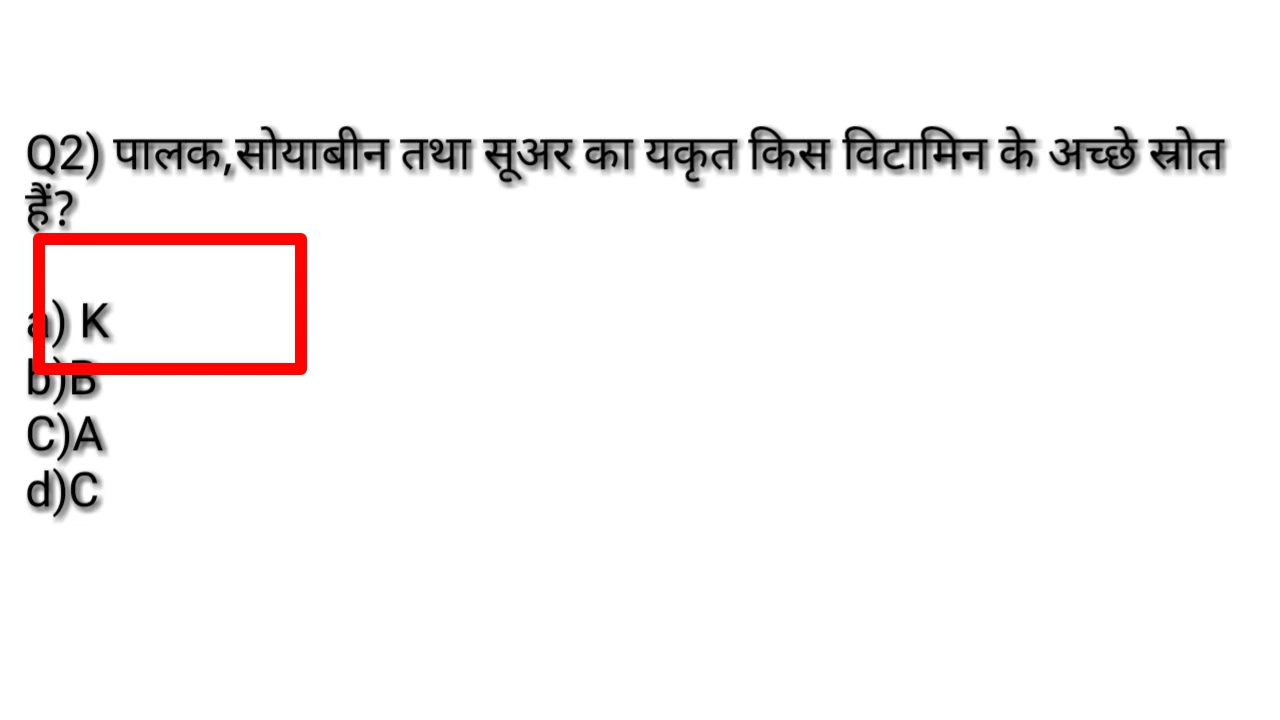 Q2) पालक,सोयाबीन तथा सूअर का यकृत किस विटामिन के अच्छे स्रोत
हैं?
a) K
b)B
C)A
d)C